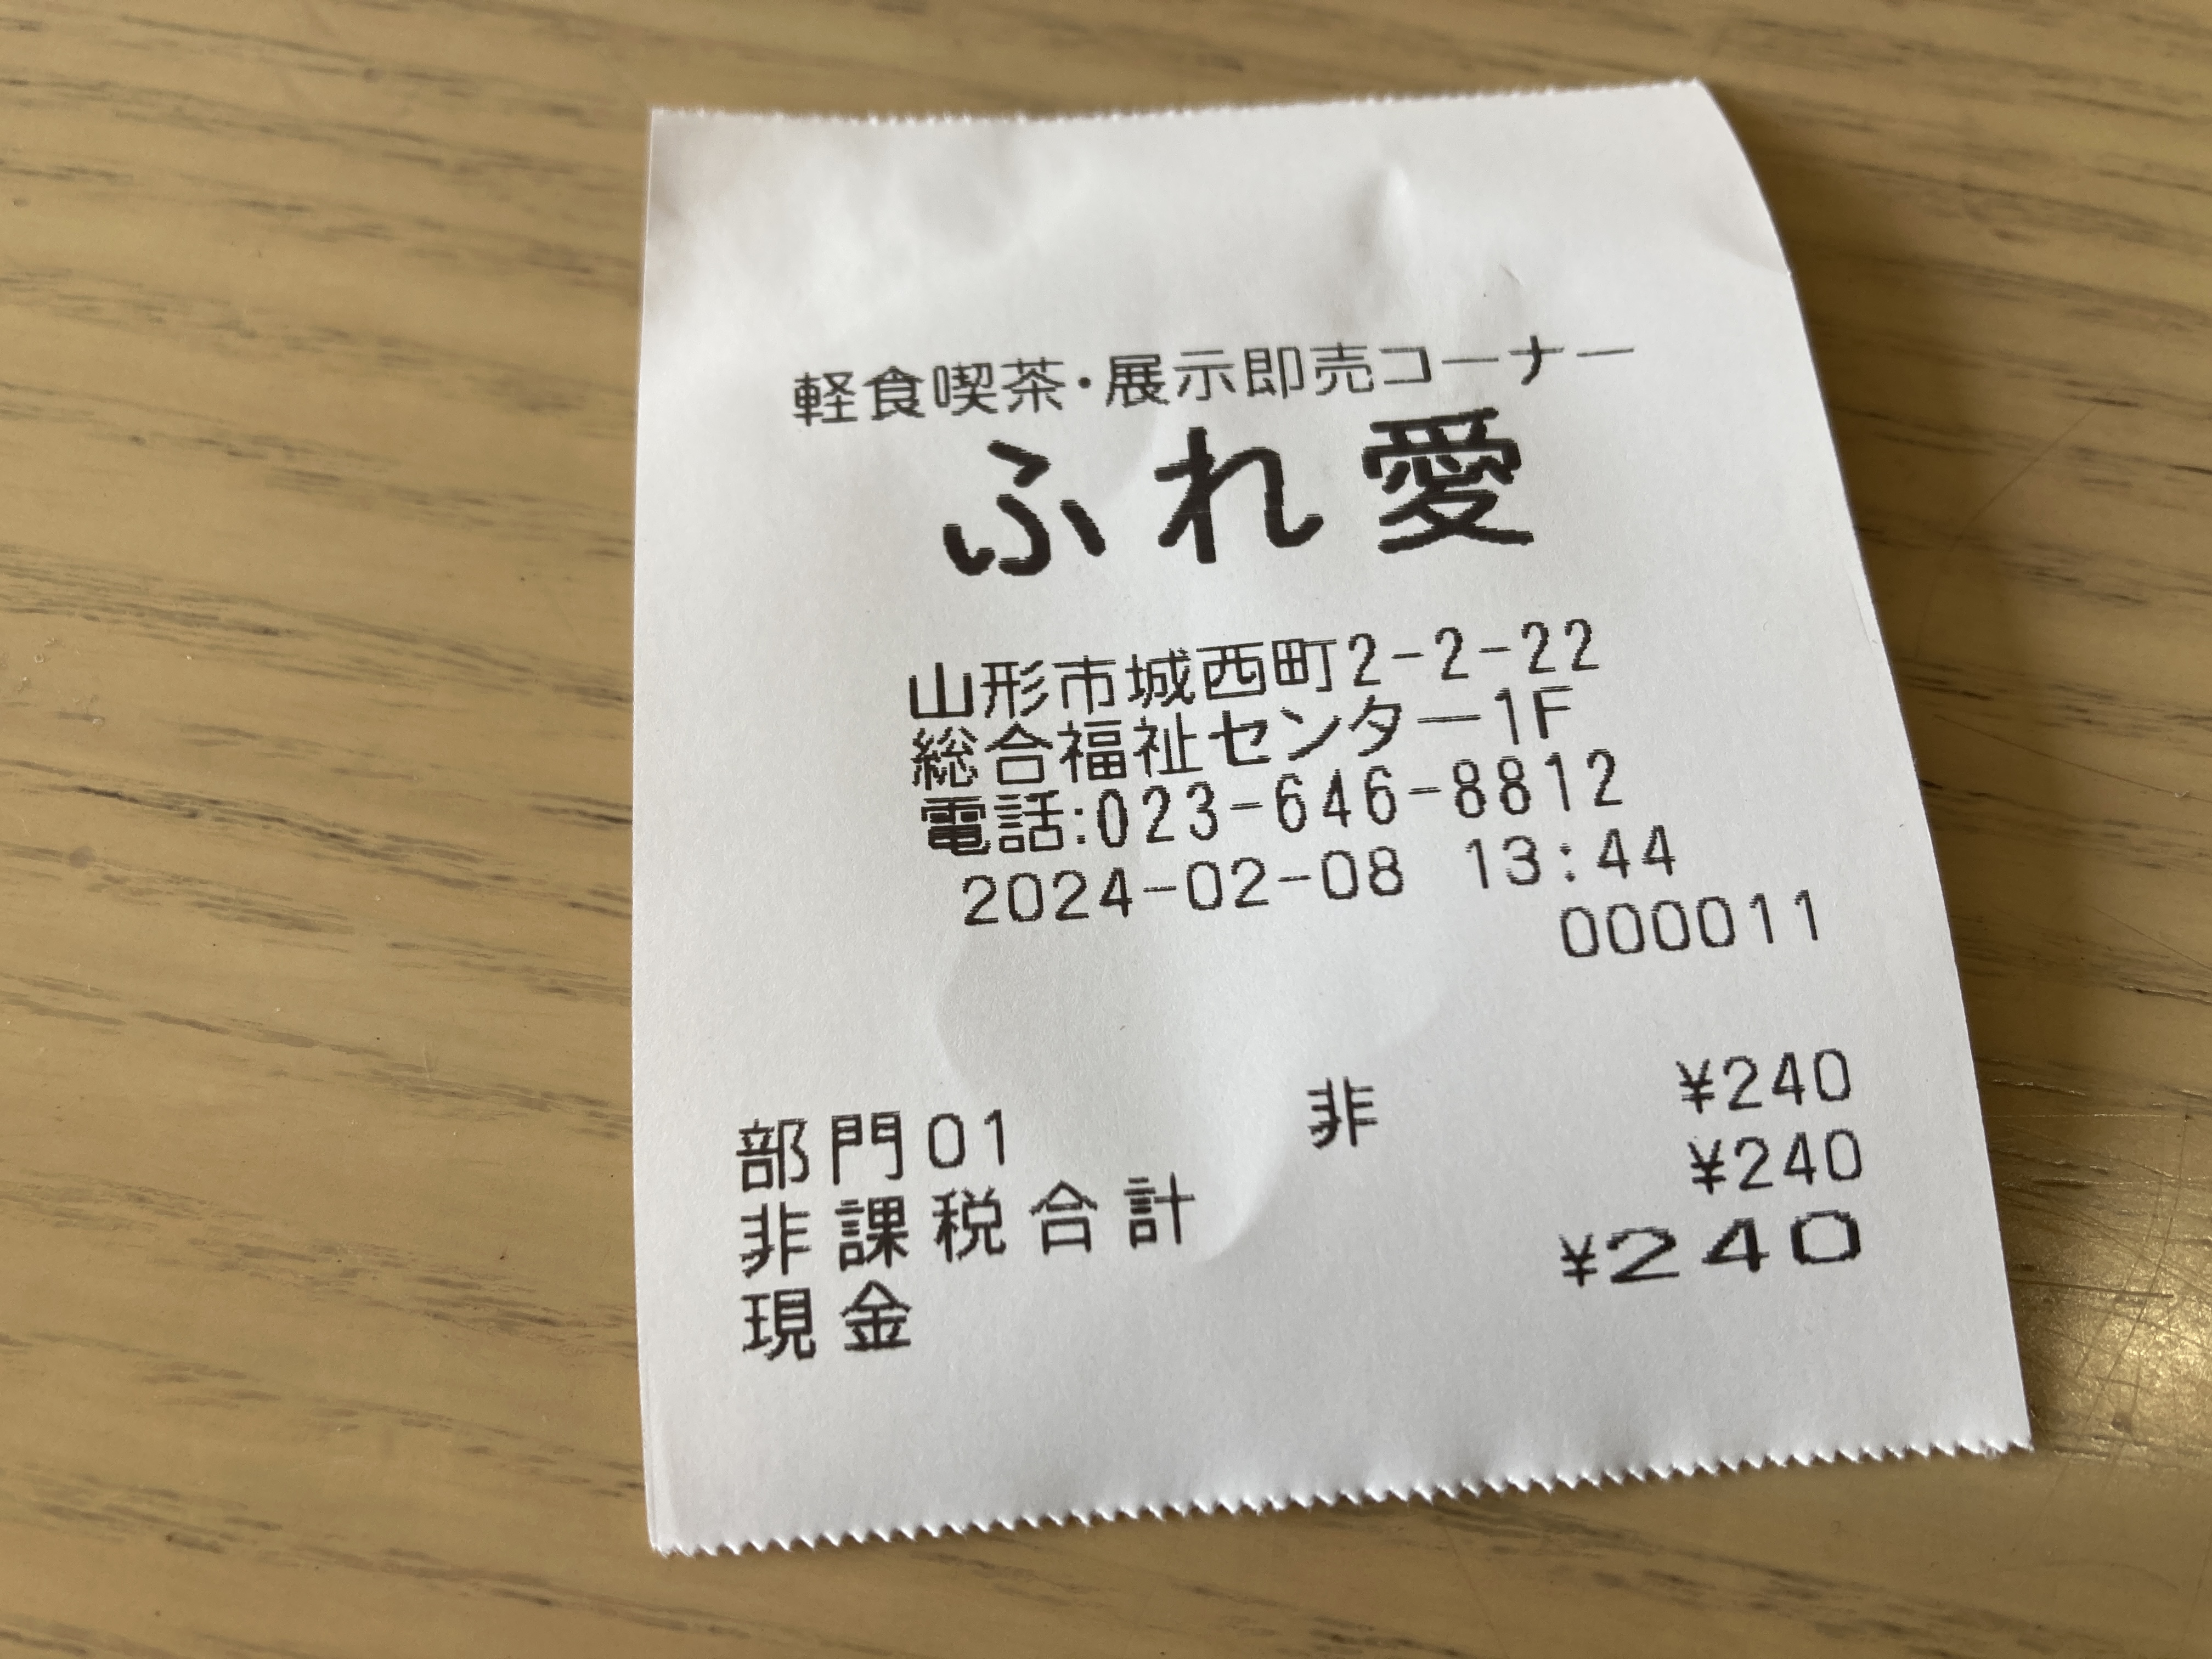 軽食喫茶・展示即売コーナー
ふれ愛
山形市城西町2-2-22
総合福祉センター1F
電話:023-646-8812
2024-02-08 13:44
000011
部門01 非 ¥240
非課税合計 ¥240
現金 ¥240